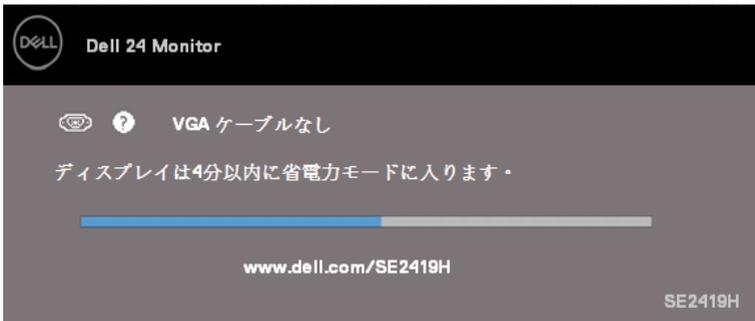 DELL
Dell 24 Monitor
? VGA ケーブルなし
ディスプレイは4分以内に省電力モードに入ります。
www.dell.com/SE2419H
SE2419H